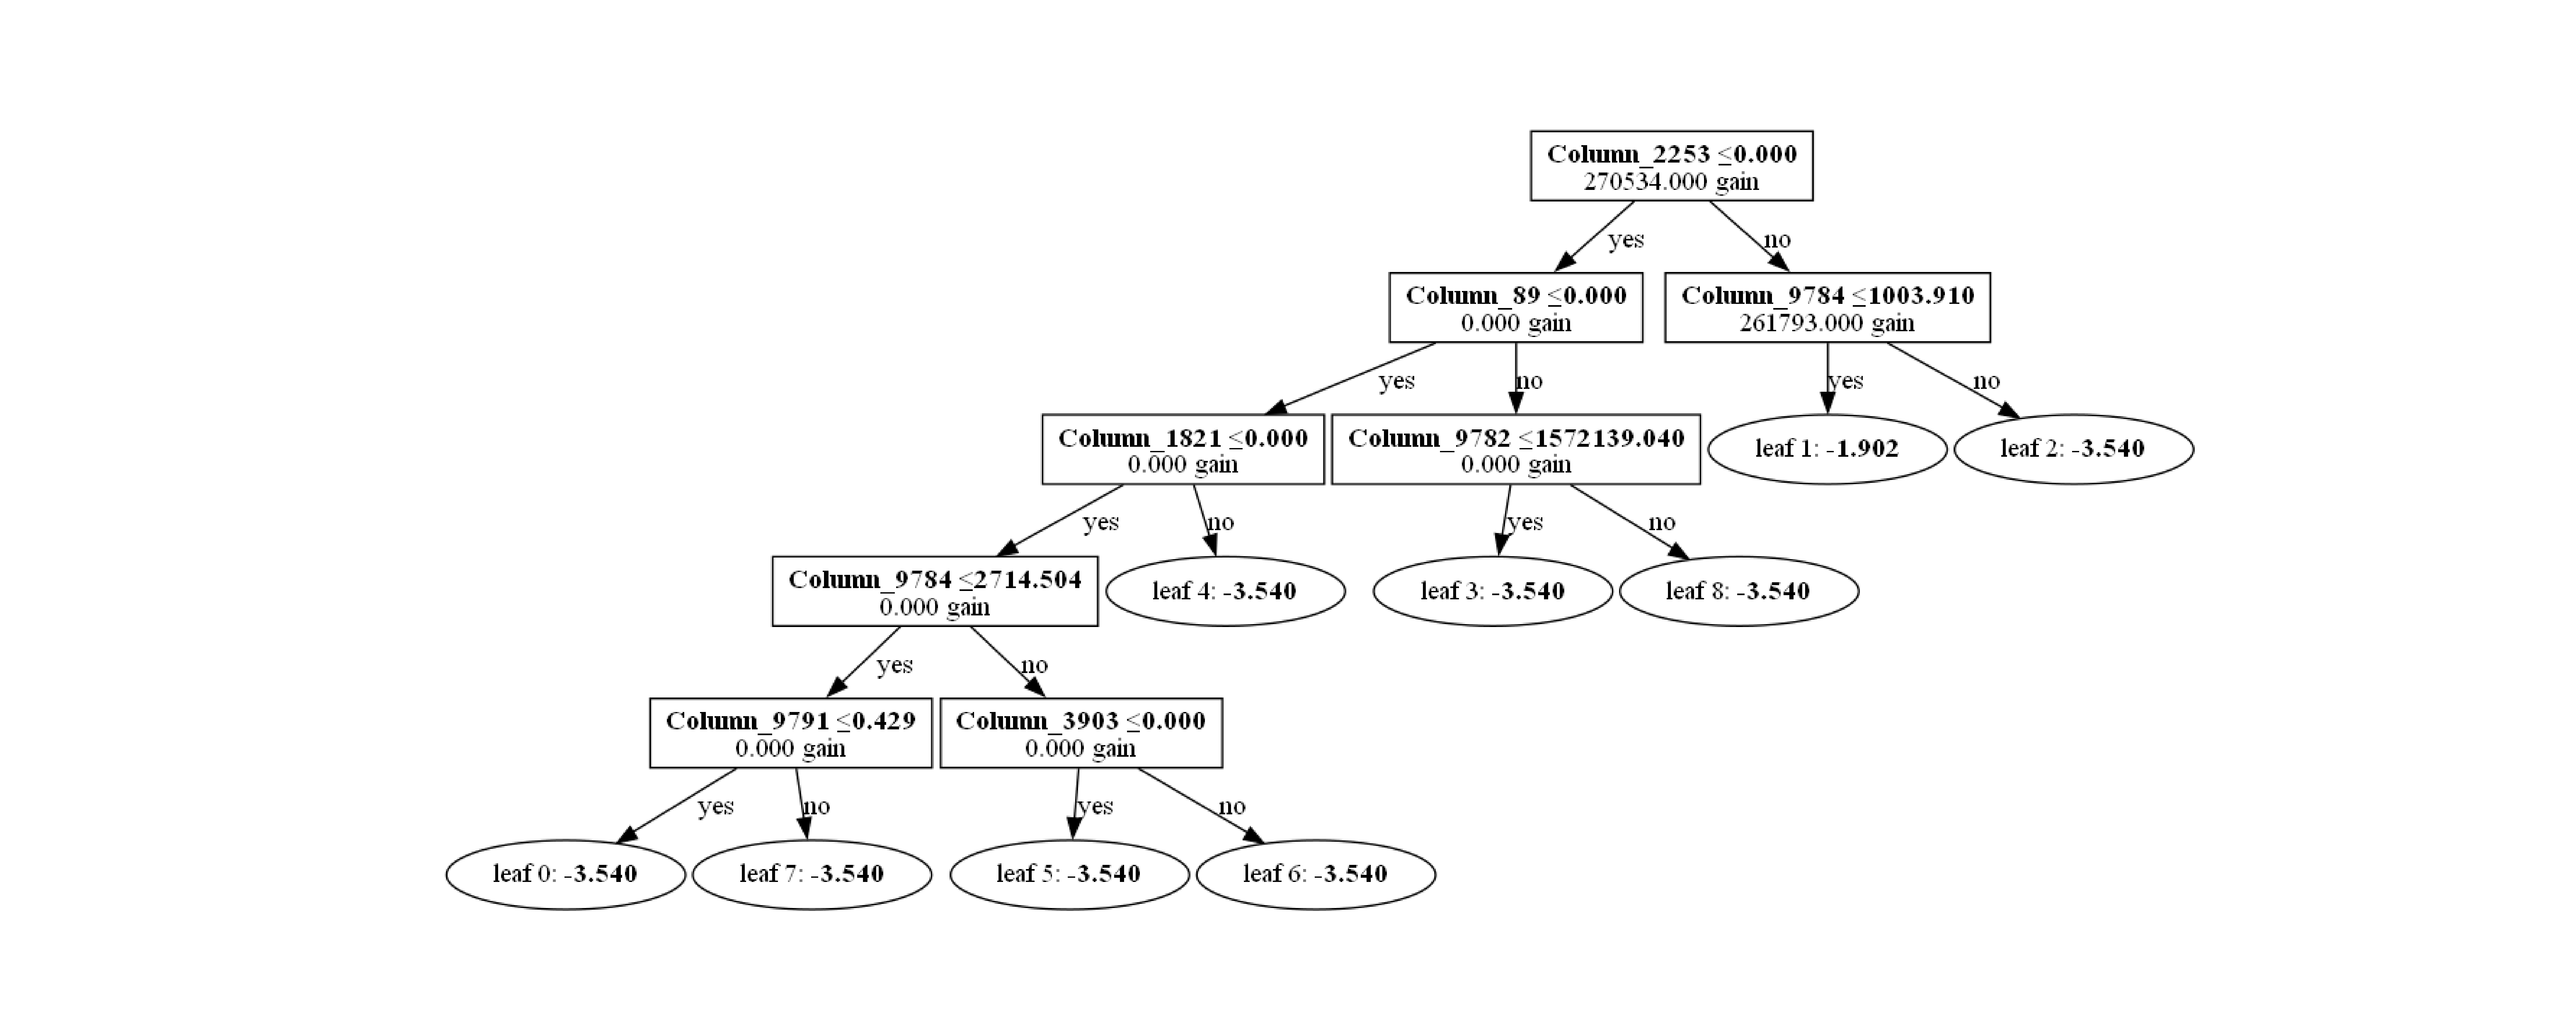 Column_2253 ≤0.000
270534.000 gain
yes
no
Column_89 ≤0.000
0.000 gain
Column_9784 ≤1003.910
261793.000 gain
yes
no
yes
no
Column_1821 ≤0.000
0.000 gain
Column_9782 ≤1572139.040
0.000 gain
leaf 1: -1.902
leaf 2: -3.540
yes
no
yes
no
Column_9784 ≤2714.504
0.000 gain
leaf 4: -3.540
leaf 3: -3.540
leaf 8: -3.540
yes
no
Column_9791 ≤0.429
0.000 gain
Column_3903 ≤0.000
0.000 gain
yes
no
yes
no
leaf 0: -3.540
leaf 7: -3.540
leaf 5: -3.540
leaf 6: -3.540